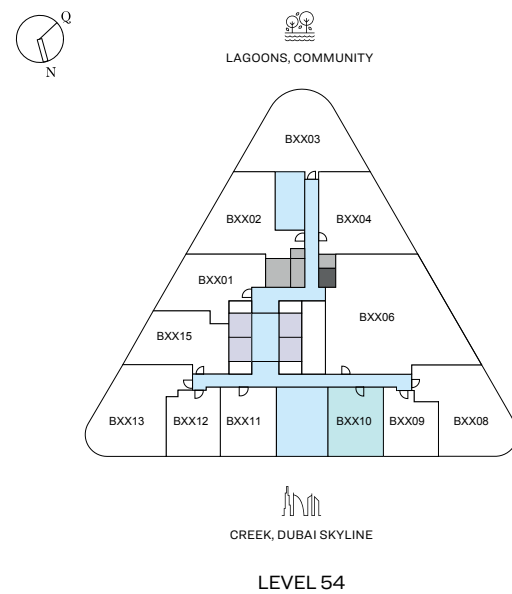 Q
N
LAGOONS, COMMUNITY
BXX03
BXX02
BXX04
BXX01
BXX06
BXX15
BXX13
BXX12
BXX11
BXX10
BXX09
BXX08
CREEK, DUBAI SKYLINE
LEVEL 54